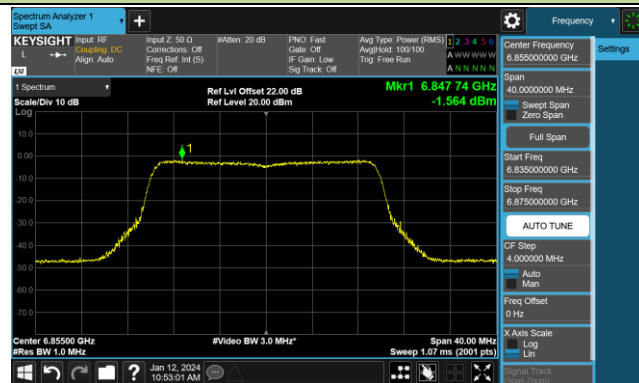 Spectrum Analyzer 1
Swept SA
Frequency
KEYSIGHT
L
LXI
Input: RF
Coupling: DC
Align: Auto
Input Z: 50 Ω
Corrections: Off
Freq Ref: Int (S)
NFE: Off
#Atten: 20 dB
PNO: Fast
Gate: Off
IF Gain: Low
Sig Track: Off
Avg Type: Power (RMS)
Avg|Hold: 100/100
Trig: Free Run
1 2 3 4 5 6
A W W W W W
A N N N N N
1 Spectrum
Scale/Div 10 dB
Log
Ref Lvl Offset 22.00 dB
Ref Level 20.00 dBm
Mkr1 6.847 74 GHz
-1.564 dBm
1
10.0
0.00
-10.0
-20.0
-30.0
-40.0
-50.0
-60.0
-70.0
Center 6.85500 GHz
#Res BW 1.0 MHz
#Video BW 3.0 MHz*
Span 40.00 MHz
Sweep 1.07 ms (2001 pts)
Jan 12, 2024
10:53:01 AM
Center Frequency
6.855000000 GHz
Span
40.0000000 MHz
Swept Span
Zero Span
Full Span
Start Freq
6.835000000 GHz
Stop Freq
6.875000000 GHz
AUTO TUNE
CF Step
4.000000 MHz
Auto
Man
Freq Offset
0 Hz
X Axis Scale
Log
Lin
Signal Track
(Span Zoom)
Settings